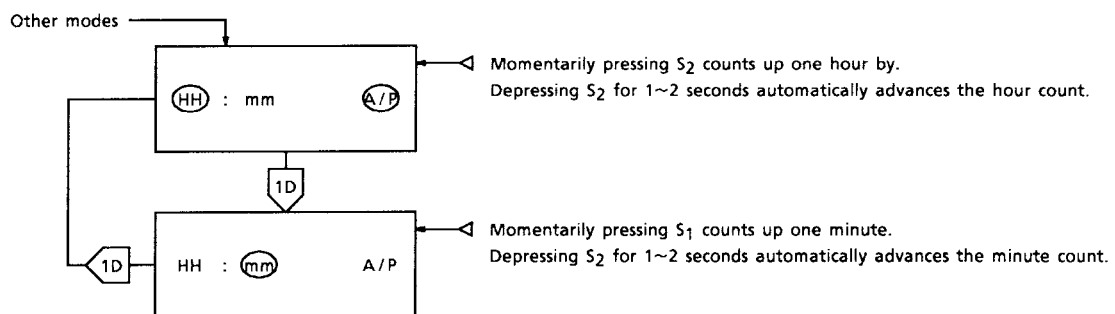 Other modes
HH : mm A/P
Momentarily pressing S2 counts up one hour by.
Depressing S2 for 1~2 seconds automatically advances the hour count.
1D
1D
HH : mm A/P
Momentarily pressing S1 counts up one minute.
Depressing S2 for 1~2 seconds automatically advances the minute count.